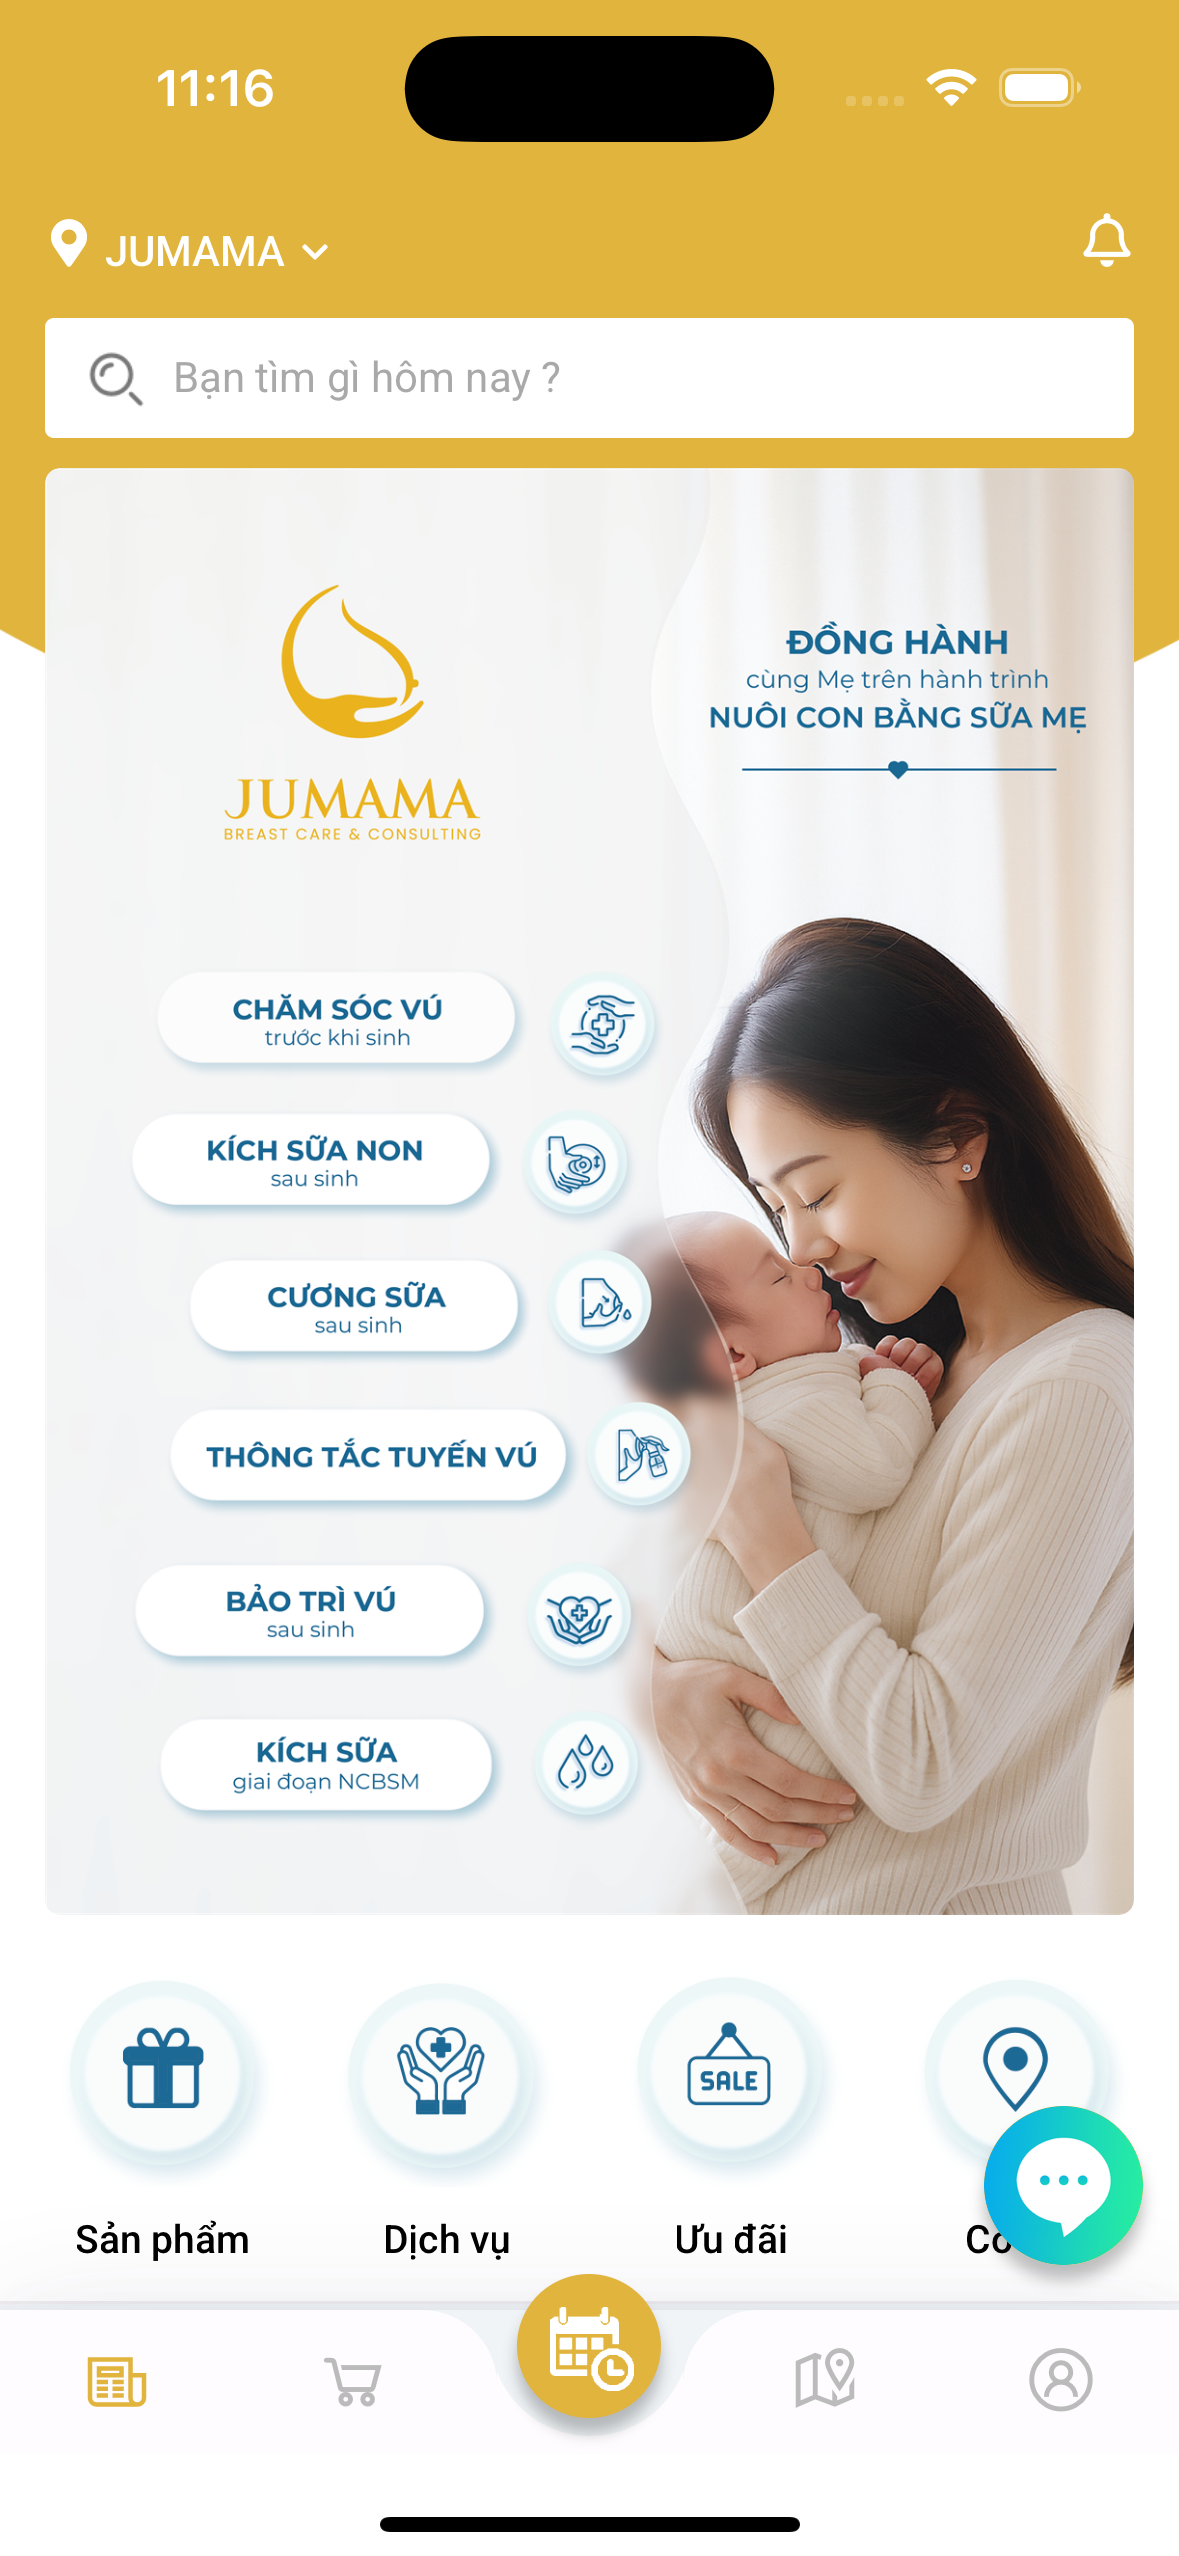 11:16
JUMAMA
Bạn tìm gì hôm nay ?
JUMAMA
BREAST CARE & CONSULTING
ĐỒNG HÀNH
cùng Mẹ trên hành trình
NUÔI CON BẰNG SỮA MẸ
CHĂM SÓC VÚ
trước khi sinh
KÍCH SỮA NON
sau sinh
CƯƠNG SỮA
sau sinh
THÔNG TẮC TUYẾN VÚ
BẢO TRÌ VÚ
sau sinh
KÍCH SỮA
giai đoạn NCBSM
SALE
Sản phẩm
Dịch vụ
Ưu đãi